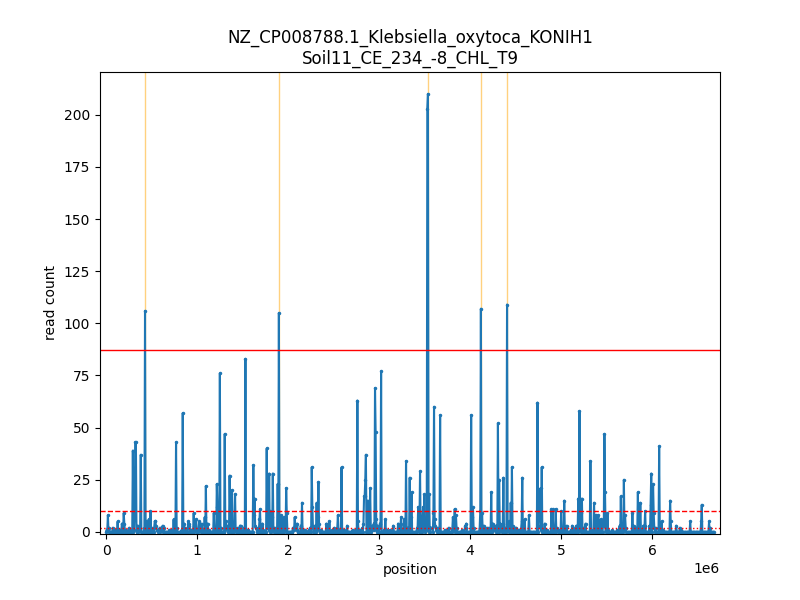 NZ_CP008788.1_Klebsiella_oxytoca_KONIH1
Soil11_CE_234_-8_CHL_T9
read count
200
175
150
125
100
75
50
25
0
0 1 2 3 4 5 6
1e6
position